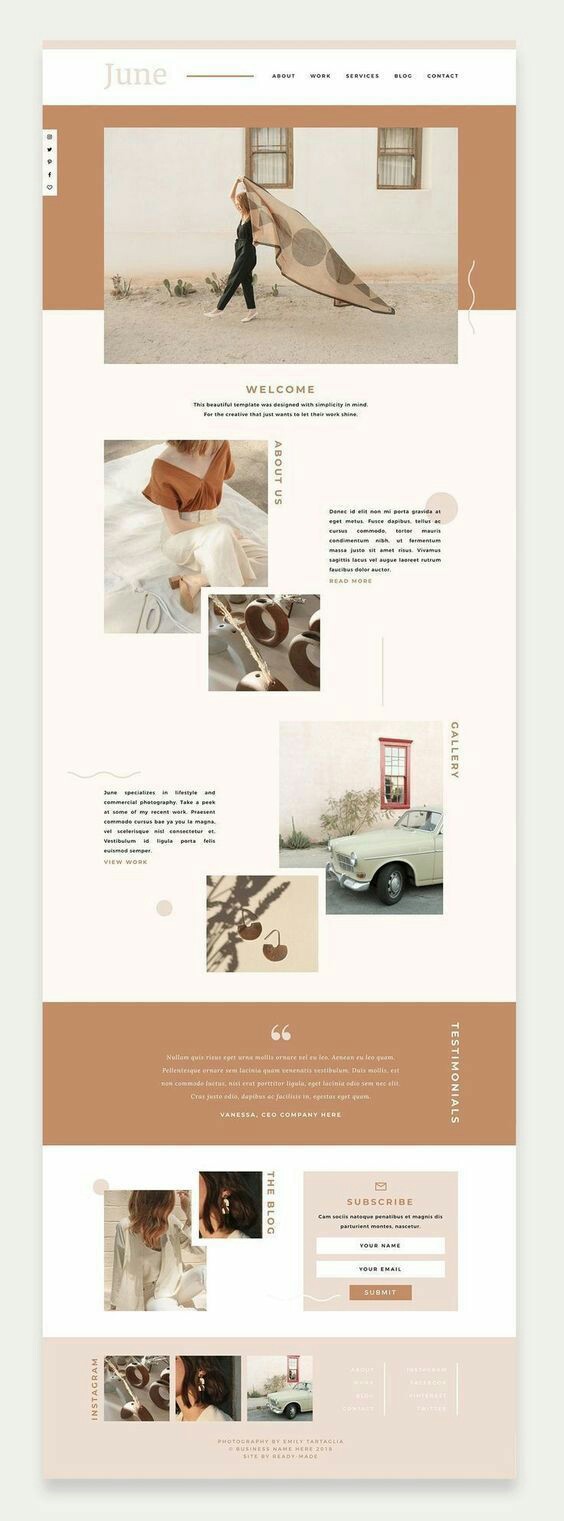 June
ABOUT WORK SERVICES BLOG CONTACT
WELCOME
This beautiful template was designed with simplicity in mind.
For the creative that just wants to let their work shine.
ABOUT US
Donec id elit non mi porta gravida at
eget metus. Fusce dapibus, tellus ac
cursus commodo, tortor mauris
condimentum nibh, ut fermentum
massa justo sit amet risus. Vivamus
sagittis lacus vel augue laoreet rutrum
faucibus dolor auctor.
READ MORE
GALLERY
June specializes in lifestyle and
commercial photography. Take a peek
at some of my recent work. Praesent
commodo cursus bae ya you la magna,
vel scelerisque nisl consectetur et.
Vestibulum id ligula porta felis
euismod semper.
VIEW WORK
TESTIMONIALS
“
Nullam quis risus eget urna mollis ornare vel eu leo. Aenean eu leo quam.
Pellentesque ornare sem lacinia quam venenatis vestibulum. Duis mollis, est
non commodo luctus, nisi erat porttitor ligula, eget lacinia odio sem nec elit.
Cras justo odio, dapibus ac facilisis in, egestas eget quam.
VANESSA, CEO COMPANY HERE
THE BLOG
SUBSCRIBE
Cam sociis natoque penatibus et magnis dis
parturient montes, nascetur.
YOUR NAME
YOUR EMAIL
SUBMIT
INSTAGRAM
ABOUT
WORK
BLOG
CONTACT
INSTAGRAM
FACEBOOK
PINTEREST
TWITTER
PHOTOGRAPHY BY EMILY TARTAGLIA
© BUSINESS NAME HERE 2018
SITE BY READY MADE